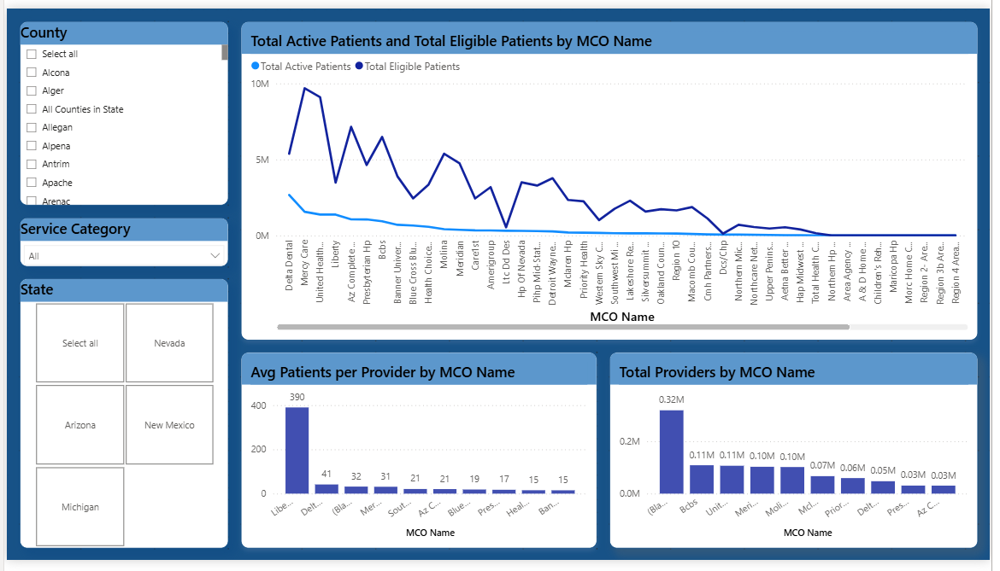 County
Select all
Alcona
Alger
All Counties in State
Allegan
Alpena
Antrim
Apache
Arenac
Service Category
All
State
Select all
Nevada
Arizona
New Mexico
Michigan
Total Active Patients and Total Eligible Patients by MCO Name
Total Active Patients
Total Eligible Patients
10M
5M
0M
Delta Dental
Mercy Care
United Health...
Liberty
Az Complete ...
Presbyterian Hp
Bcbs
Banner Univer...
Blue Cross Blu...
Health Choice...
Molina
Meridian
Care1st
Amerigroup
Ltc Dd Des
Hp Of Nevada
Pihp Mid-Stat...
Detroit Wayne...
Mclaren Hp
Priority Health
Western Sky C...
Southwest Mi ...
Lakeshore Re...
Silversummit ...
Oakland Coun...
Region 10
Macomb Cou...
Cmh Partners...
Dcs/Chp
Northern Mic...
Northcare Net...
Upper Penins...
Aetna Better ...
Hap Midwest ...
Total Health C...
Northern Hp ...
Area Agency ...
A & D Home ...
Children's Reh...
Maricopa Hp
Morc Home C...
Region 2- Are...
Region 3b Are...
Region 4 Area...
MCO Name
Avg Patients per Provider by MCO Name
400
200
0
390
41
32
31
21
21
19
17
15
15
Libe...
Delt...
(Bla...
Mer...
Sout...
Az C...
Blue...
Pres...
Heal...
Ban...
MCO Name
Total Providers by MCO Name
0.2M
0.0M
0.32M
0.11M
0.11M
0.10M
0.10M
0.07M
0.06M
0.05M
0.03M
0.03M
(Bla...
Bcbs
Unit...
Meri...
Moli...
Mcl...
Prior...
Delt...
Pres...
Az C...
MCO Name